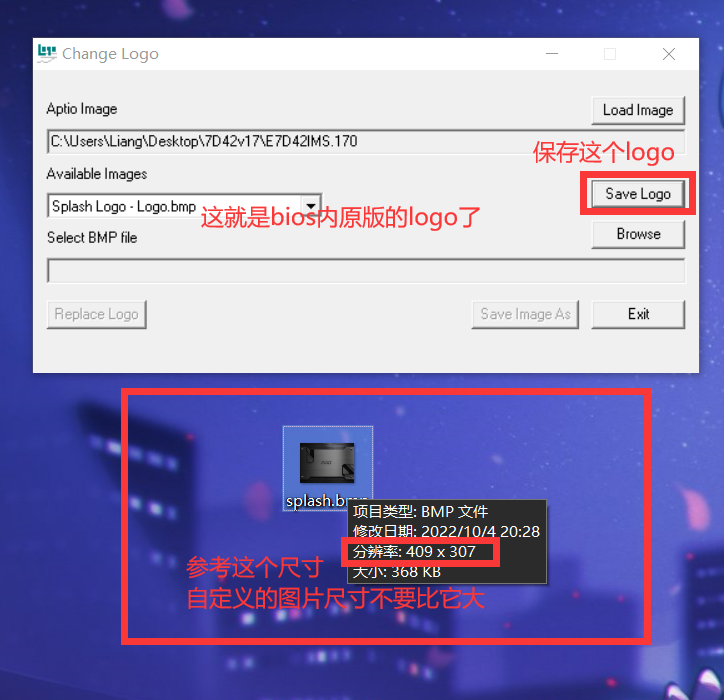 Change Logo
Aptio Image
Load Image
C:\Users\Liang\Desktop\7D42v17\E7D42IMS.170
保存这个logo
Available Images
Save Logo
Splash Logo - Logo.bmp
这就是bios内原版的logo了
Select BMP file
Browse
Replace Logo
Save Image As
Exit
splash.bmp
项目类型: BMP 文件
修改日期: 2022/10/4 20:28
分辨率: 409 x 307
大小: 368 KB
参考这个尺寸
自定义的图片尺寸不要比它大